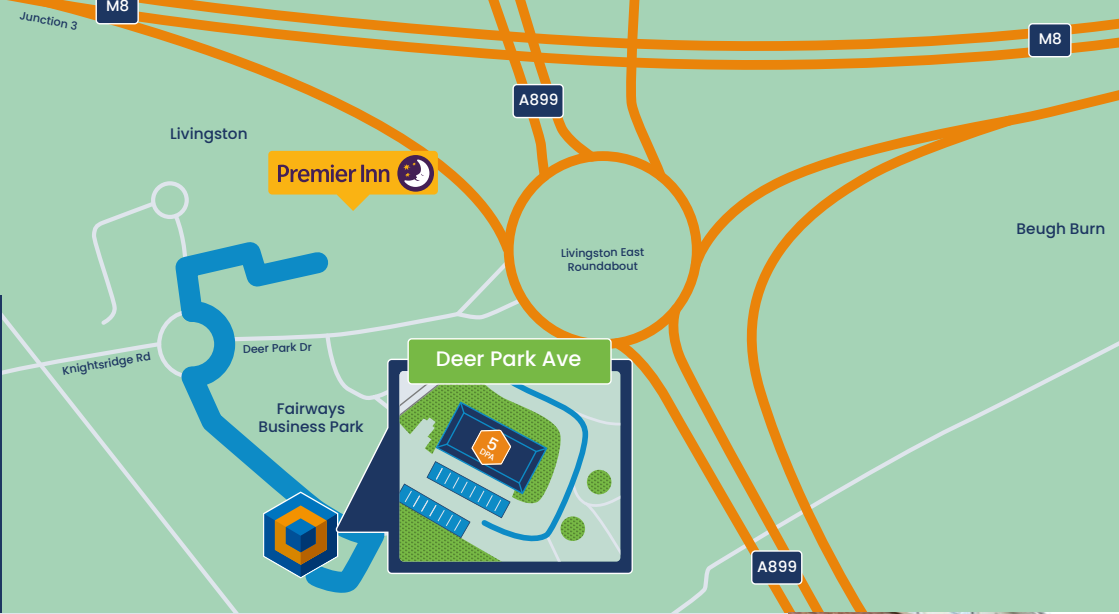 M8
Junction 3
M8
A899
Livingston
Premier Inn
Beugh Burn
Livingston East
Roundabout
Deer Park Dr
Knightsridge Rd
Deer Park Ave
Fairways
Business Park
5
DPA
A899